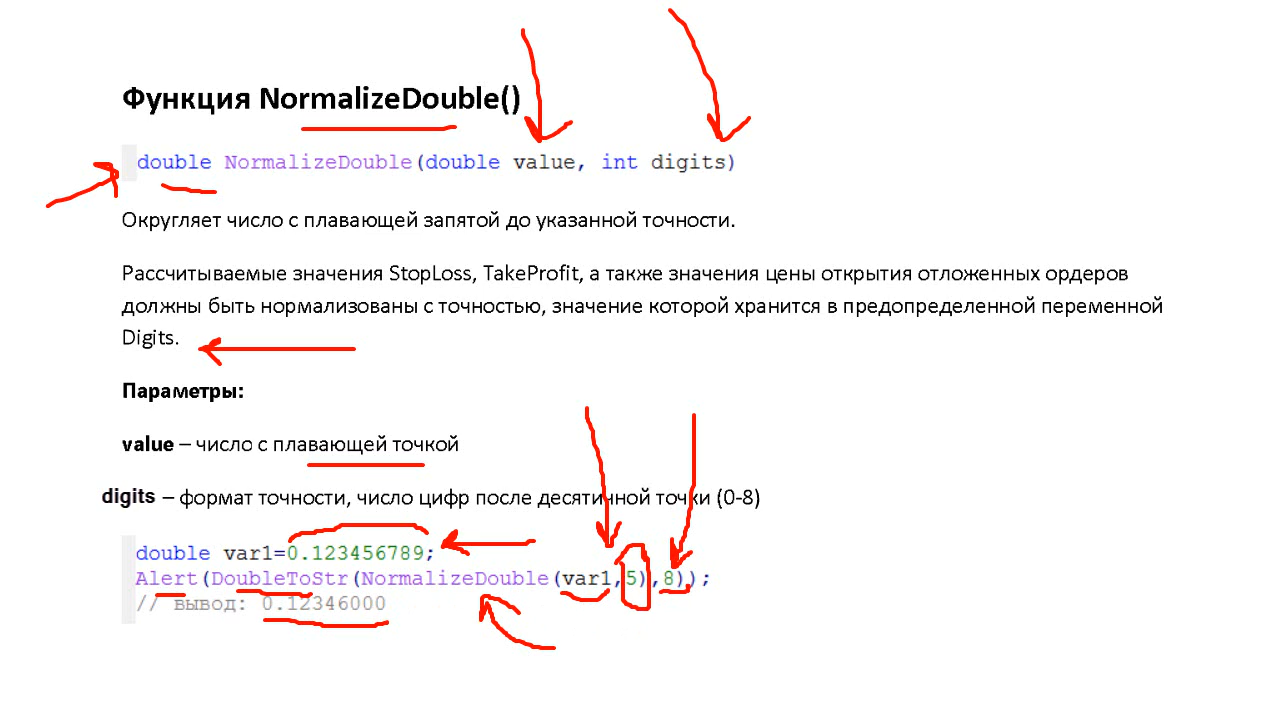 Функция NormalizeDouble()
double NormalizeDouble(double value, int digits)
Округляет число с плавающей запятой до указанной точности.
Рассчитываемые значения StopLoss, TakeProfit, а также значения цены открытия отложенных ордеров
должны быть нормализованы с точностью, значение которой хранится в предопределенной переменной
Digits.
Параметры:
value – число с плавающей точкой
digits – формат точности, число цифр после десятичной точки (0-8)
double var1=0.123456789;
Alert(DoubleToStr(NormalizeDouble(var1,5),8));
// вывод: 0.12346000